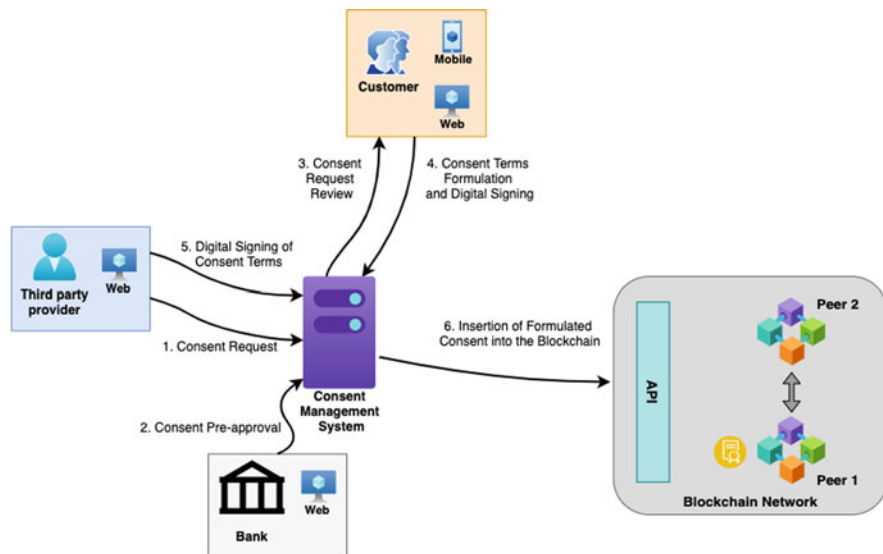 Customer
Mobile
Web
3. Consent
Request
Review
4. Consent Terms
Formulation
and Digital Signing
Third party
provider
Web
5. Digital Signing of
Consent Terms
1. Consent Request
2. Consent Pre-approval
Consent
Management
System
Bank
Web
6. Insertion of Formulated
Consent into the Blockchain
API
Peer 2
Peer 1
Blockchain Network